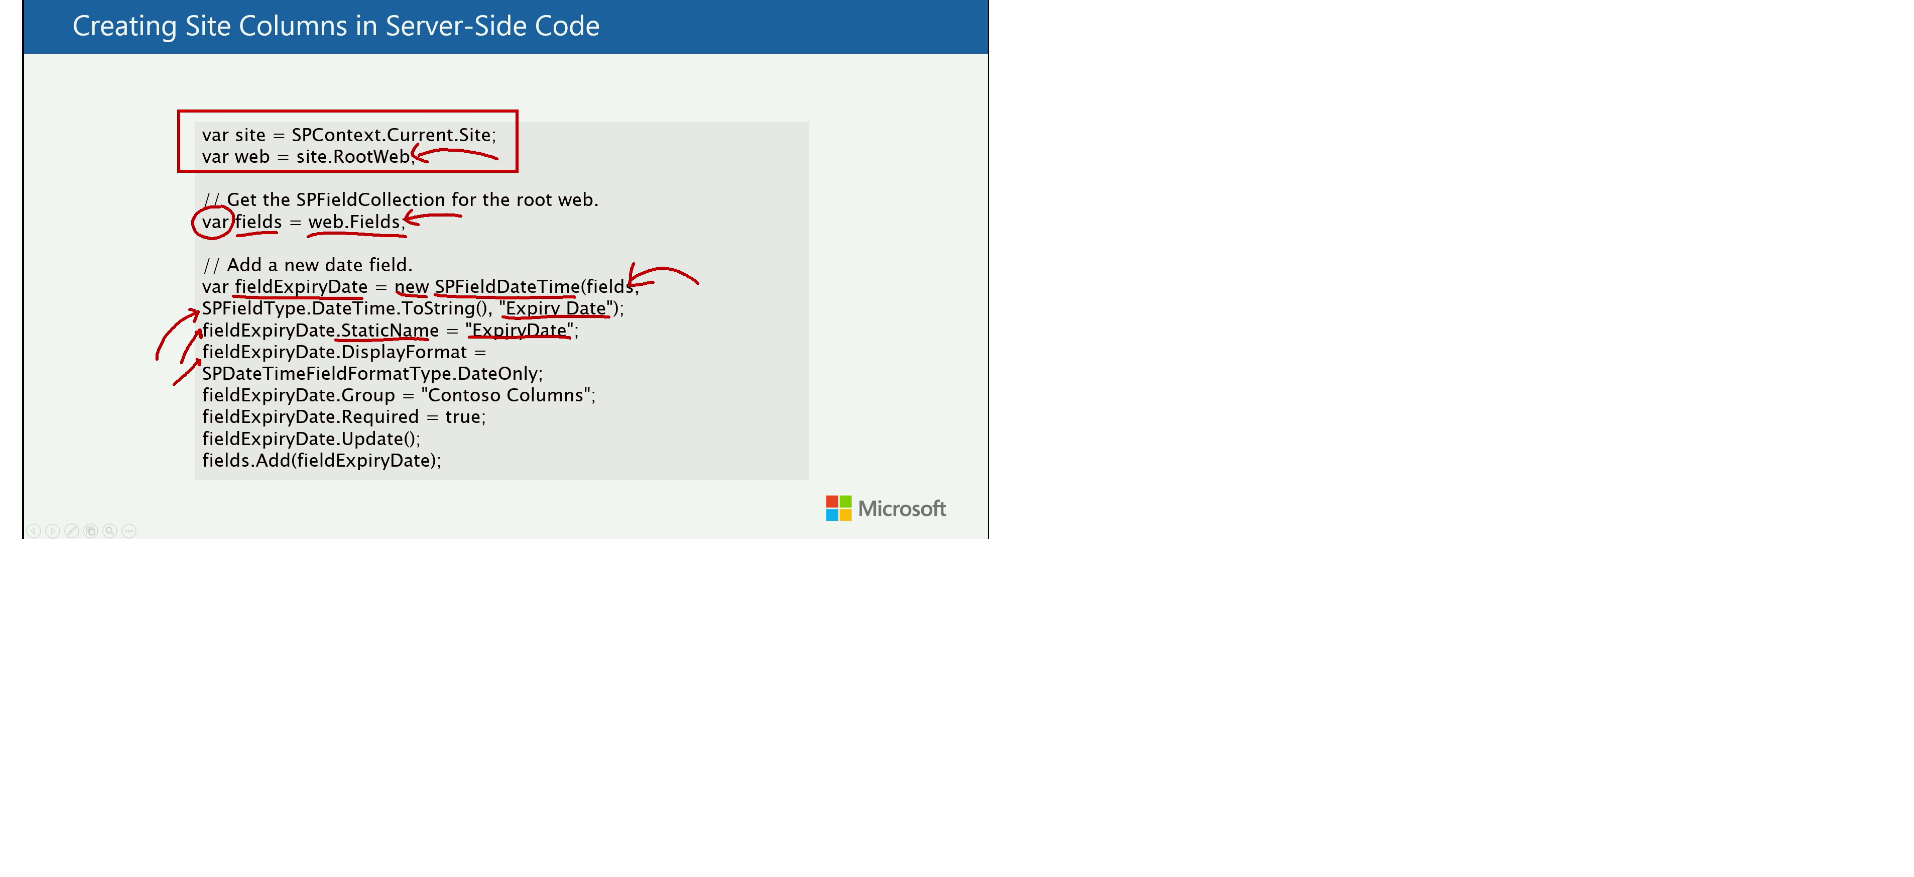 Creating Site Columns in Server-Side Code
var site = SPContext.Current.Site;
var web = site.RootWeb;
// Get the SPFieldCollection for the root web.
var fields = web.Fields;
// Add a new date field.
var fieldExpiryDate = new SPFieldDateTime(fields,
SPFieldType.DateTime.ToString(), "Expiry Date");
fieldExpiryDate.StaticName = "ExpiryDate";
fieldExpiryDate.DisplayFormat =
SPDateTimeFieldFormatType.DateOnly;
fieldExpiryDate.Group = "Contoso Columns";
fieldExpiryDate.Required = true;
fieldExpiryDate.Update();
fields.Add(fieldExpiryDate);
Microsoft